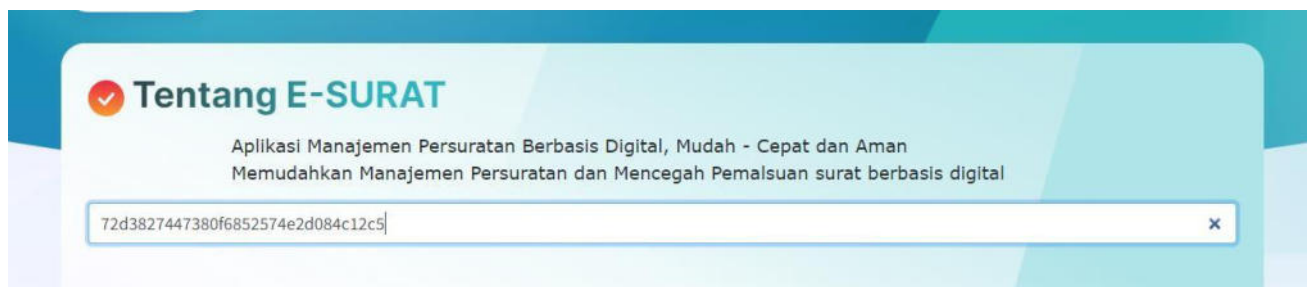 Tentang E-SURAT
Aplikasi Manajemen Persuratan Berbasis Digital, Mudah - Cepat dan Aman
Memudahkan Manajemen Persuratan dan Mencegah Pemalsuan surat berbasis digital
72d3827447380f6852574e2d084c12c5